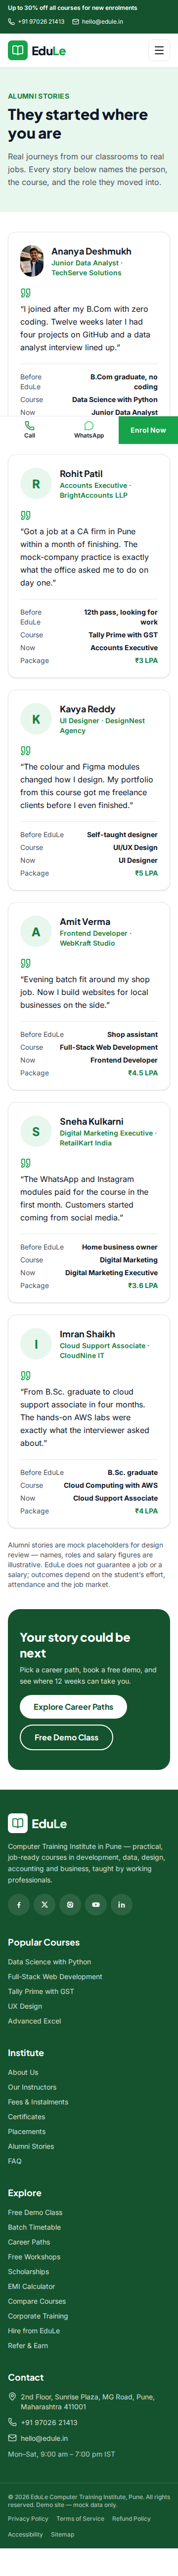 Up to 30% off all courses for new enrolments
+91 97026 21413 hello@edule.in
EduLe
ALUMNI STORIES
They started where
you are
Real journeys from our classrooms to real
jobs. Every story below names the person,
the course, and the role they moved into.
Ananya Deshmukh
Junior Data Analyst ·
TechServe Solutions
“I joined after my B.Com with zero
coding. Twelve weeks later I had
four projects on GitHub and a data
analyst interview lined up.”
Before
EduLe
B.Com graduate, no
coding
Course Data Science with Python
Now Junior Data Analyst
Call
WhatsApp
Enrol Now
R
Rohit Patil
Accounts Executive ·
BrightAccounts LLP
“Got a job at a CA firm in Pune
within a month of finishing. The
mock-company practice is exactly
what the office asked me to do on
day one.”
Before
EduLe
12th pass, looking for
work
Course Tally Prime with GST
Now Accounts Executive
Package ₹3 LPA
K
Kavya Reddy
UI Designer · DesignNest
Agency
“The colour and Figma modules
changed how I design. My portfolio
from this course got me freelance
clients before I even finished.”
Before EduLe Self-taught designer
Course UI/UX Design
Now UI Designer
Package ₹5 LPA
A
Amit Verma
Frontend Developer ·
WebKraft Studio
“Evening batch fit around my shop
job. Now I build websites for local
businesses on the side.”
Before EduLe Shop assistant
Course Full-Stack Web Development
Now Frontend Developer
Package ₹4.5 LPA
S
Sneha Kulkarni
Digital Marketing Executive ·
RetailKart India
“The WhatsApp and Instagram
modules paid for the course in the
first month. Customers started
coming from social media.”
Before EduLe Home business owner
Course Digital Marketing
Now Digital Marketing Executive
Package ₹3.6 LPA
I
Imran Shaikh
Cloud Support Associate ·
CloudNine IT
“From B.Sc. graduate to cloud
support associate in four months.
The hands-on AWS labs were
exactly what the interviewer asked
about.”
Before EduLe B.Sc. graduate
Course Cloud Computing with AWS
Now Cloud Support Associate
Package ₹4 LPA
Alumni stories are mock placeholders for design
review — names, roles and salary figures are
illustrative. EduLe does not guarantee a job or a
salary; outcomes depend on the student’s effort,
attendance and the job market.
Your story could be
next
Pick a career path, book a free demo, and
see where 12 weeks can take you.
Explore Career Paths
Free Demo Class
EduLe
Computer Training Institute in Pune — practical,
job-ready courses in development, data, design,
accounting and business, taught by working
professionals.
Popular Courses
Data Science with Python
Full-Stack Web Development
Tally Prime with GST
UX Design
Advanced Excel
Institute
About Us
Our Instructors
Fees & Instalments
Certificates
Placements
Alumni Stories
FAQ
Explore
Free Demo Class
Batch Timetable
Career Paths
Free Workshops
Scholarships
EMI Calculator
Compare Courses
Corporate Training
Hire from EduLe
Refer & Earn
Contact
2nd Floor, Sunrise Plaza, MG Road, Pune,
Maharashtra 411001
+91 97026 21413
hello@edule.in
Mon–Sat, 9:00 am – 7:00 pm IST
© 2026 EduLe Computer Training Institute, Pune. All rights
reserved. Demo site — mock data only.
Privacy Policy Terms of Service Refund Policy
Accessibility Sitemap